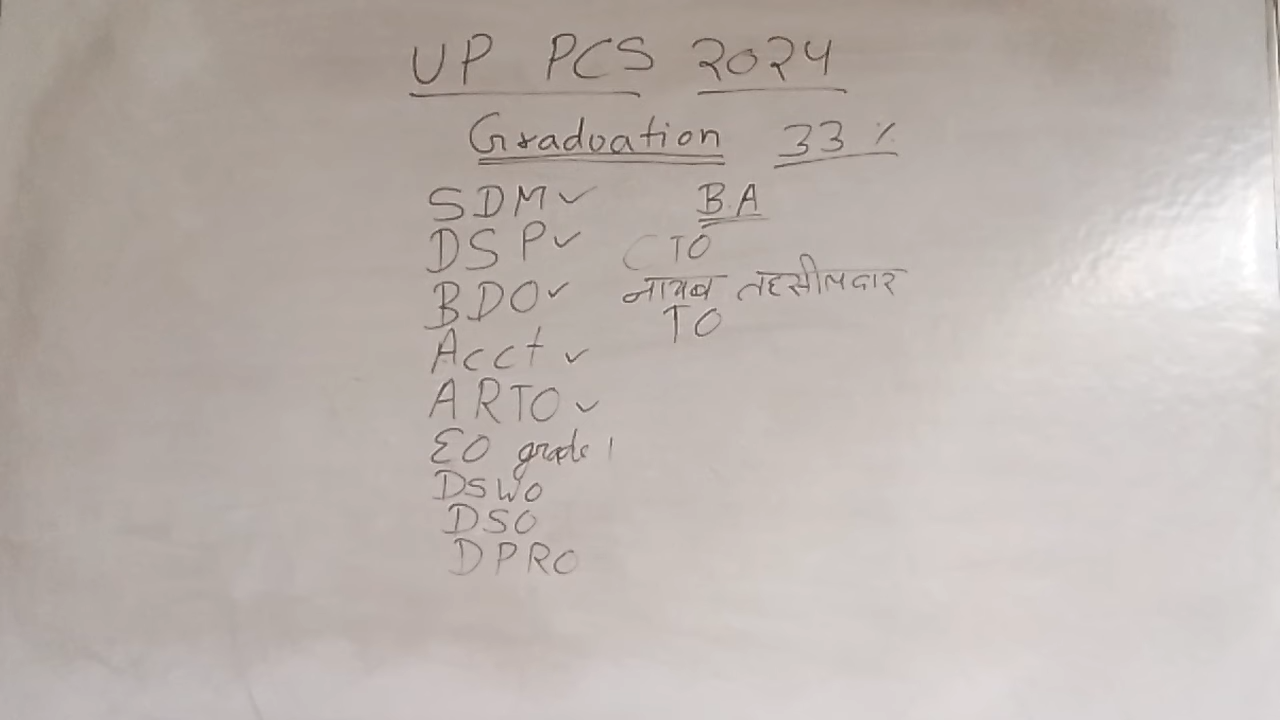 UP PCS 2024
Graduation 33 %
SDM✓ B.A
DSP✓ CTO
BDO✓ नायब तहसीलदार
TO
Acct ✓
ARTO ✓
EO grade 1
DSWO
DSO
DPRO